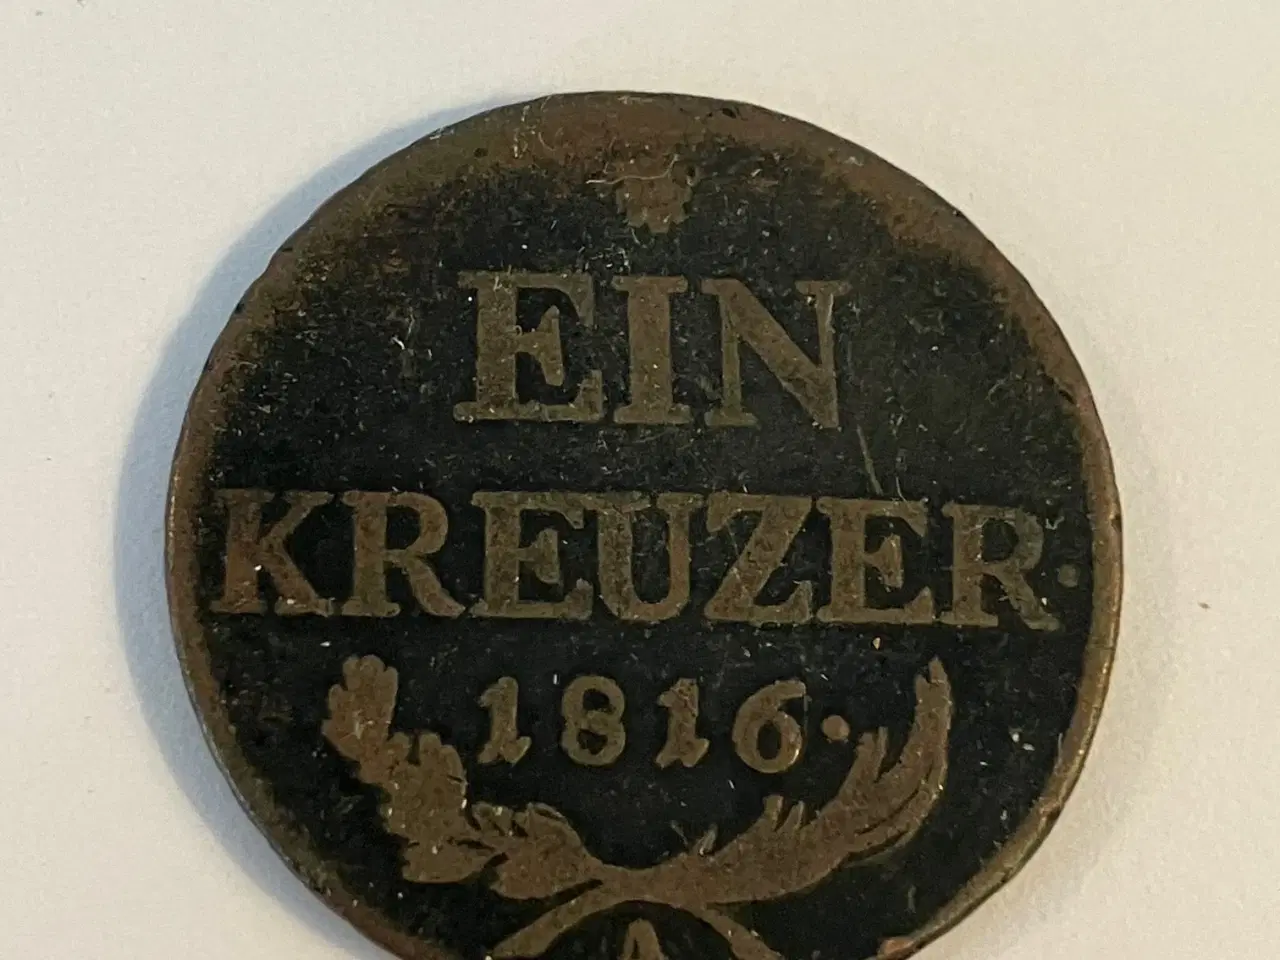 EIN
KREUZER·
1816·
A